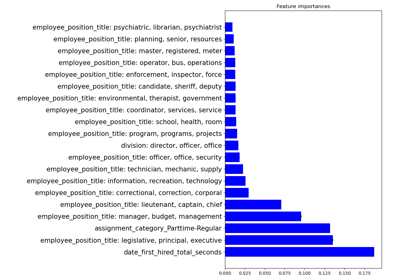 Feature importances
employee_position_title: psychiatric, librarian, psychiatrist
employee_position_title: planning, senior, resources
employee_position_title: master, registered, meter
employee_position_title: operator, bus, operations
employee_position_title: enforcement, inspector, force
employee_position_title: candidate, sheriff, deputy
employee_position_title: environmental, therapist, government
employee_position_title: coordinator, services, service
employee_position_title: school, health, room
employee_position_title: program, programs, projects
division: director, officer, office
employee_position_title: officer, office, security
employee_position_title: technician, mechanic, supply
employee_position_title: information, recreation, technology
employee_position_title: correctional, correction, corporal
employee_position_title: lieutenant, captain, chief
employee_position_title: manager, budget, management
assignment_category_Parttime-Regular
employee_position_title: legislative, principal, executive
date_first_hired_total_seconds
0.000 0.025 0.050 0.075 0.100 0.125 0.150 0.175